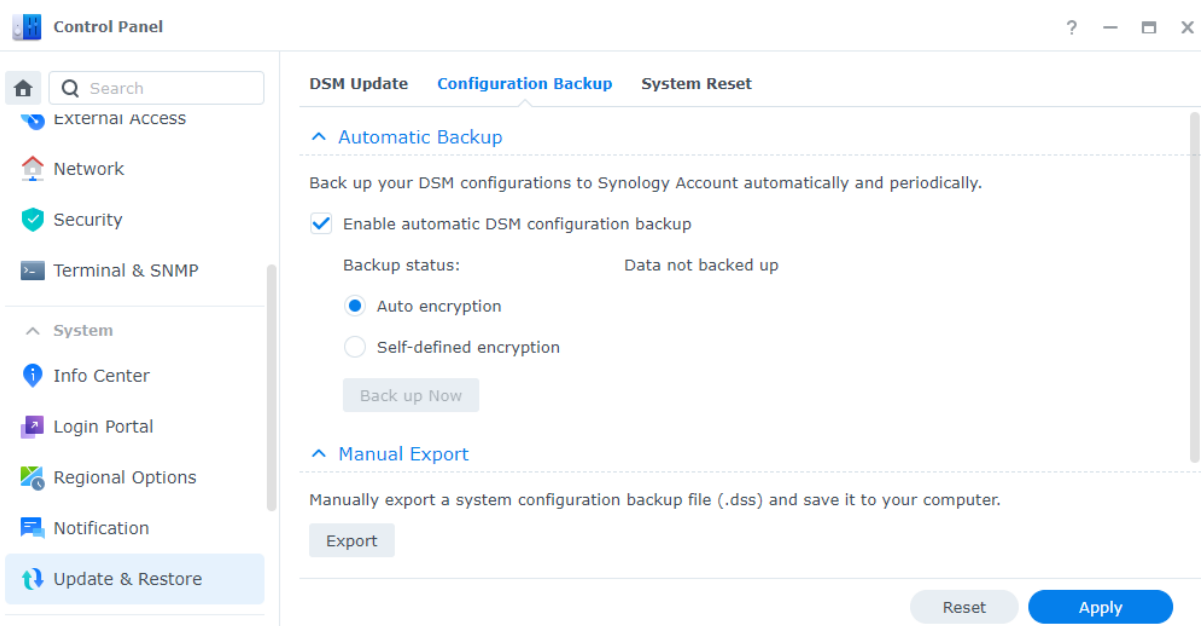 Control Panel
?
Search
External Access
Network
Security
Terminal & SNMP
System
Info Center
Login Portal
Regional Options
Notification
Update & Restore
DSM Update Configuration Backup System Reset
Automatic Backup
Back up your DSM configurations to Synology Account automatically and periodically.
Enable automatic DSM configuration backup
Backup status: Data not backed up
Auto encryption
Self-defined encryption
Back up Now
Manual Export
Manually export a system configuration backup file (.dss) and save it to your computer.
Export
Reset Apply